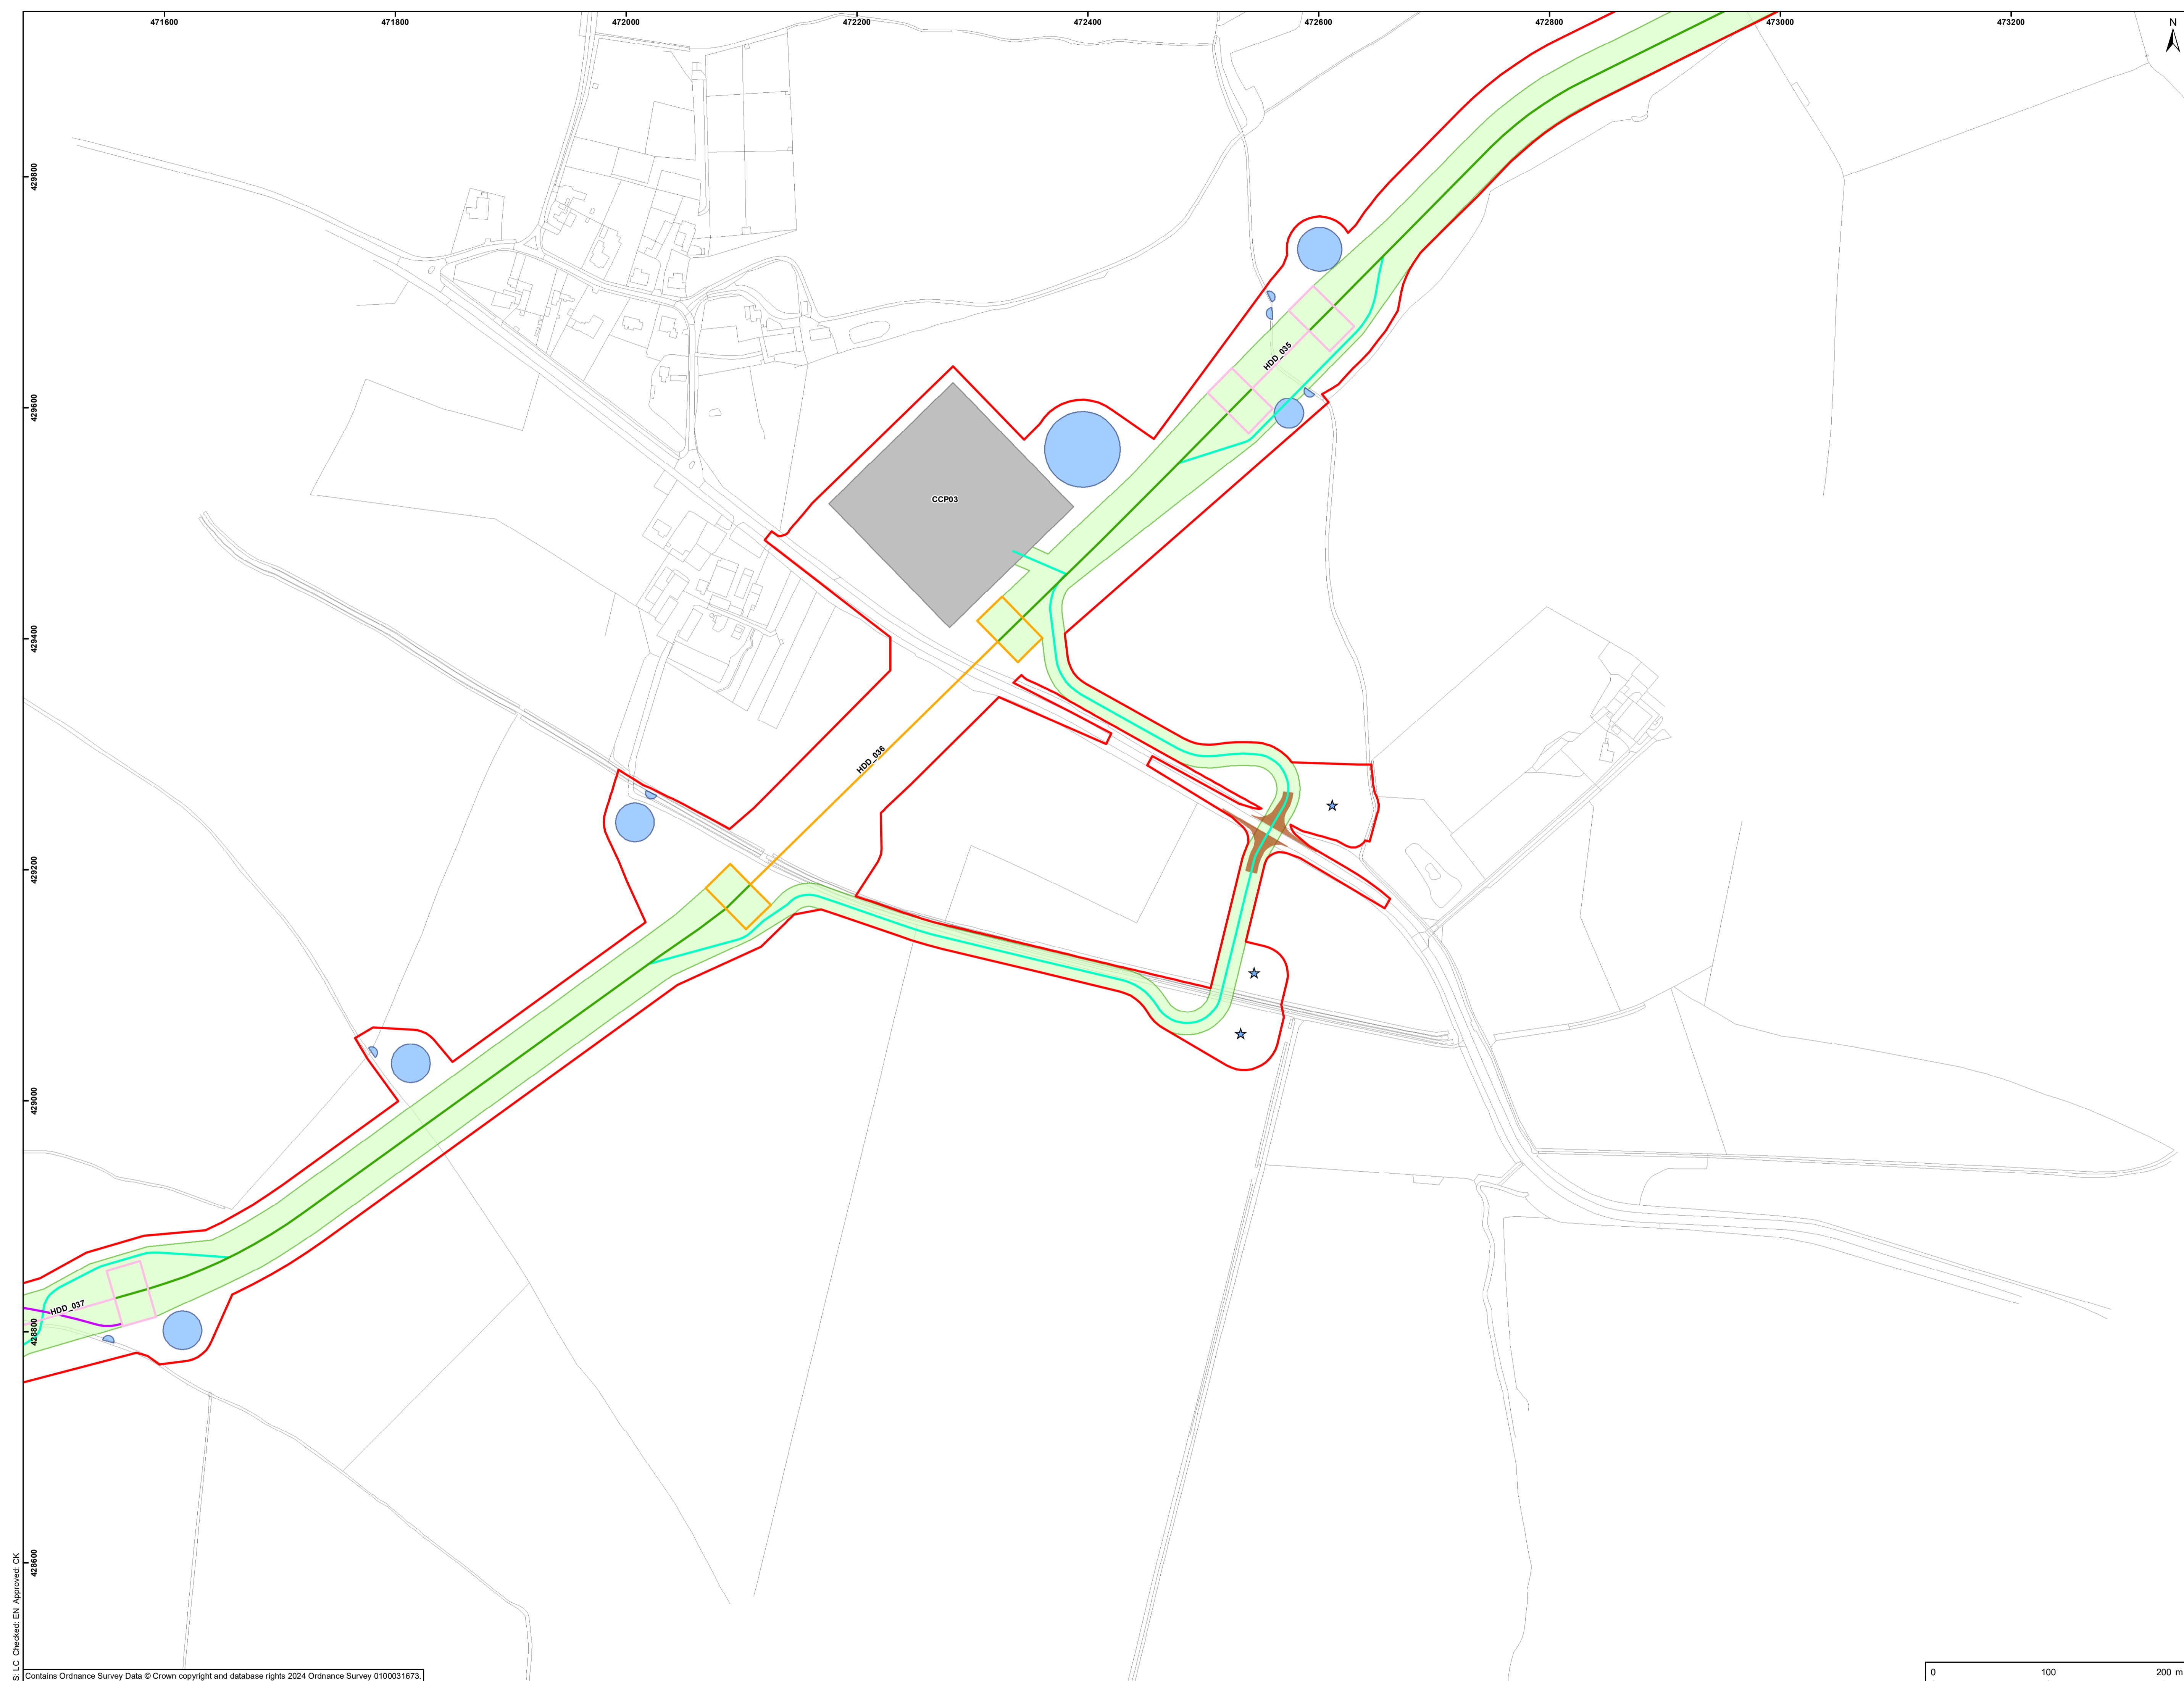 471600 471800 472000 472200 472400 472600 472800 473000 473200
N
429800
429600
429400
429200
429000
428800
428600
HDD_035
CCP03
HDD_036
HDD_037
S: LC Checked: EN Approved: CK
Contains Ordnance Survey Data © Crown copyright and database rights 2024 Ordnance Survey 0100031673.
0 100 200 m